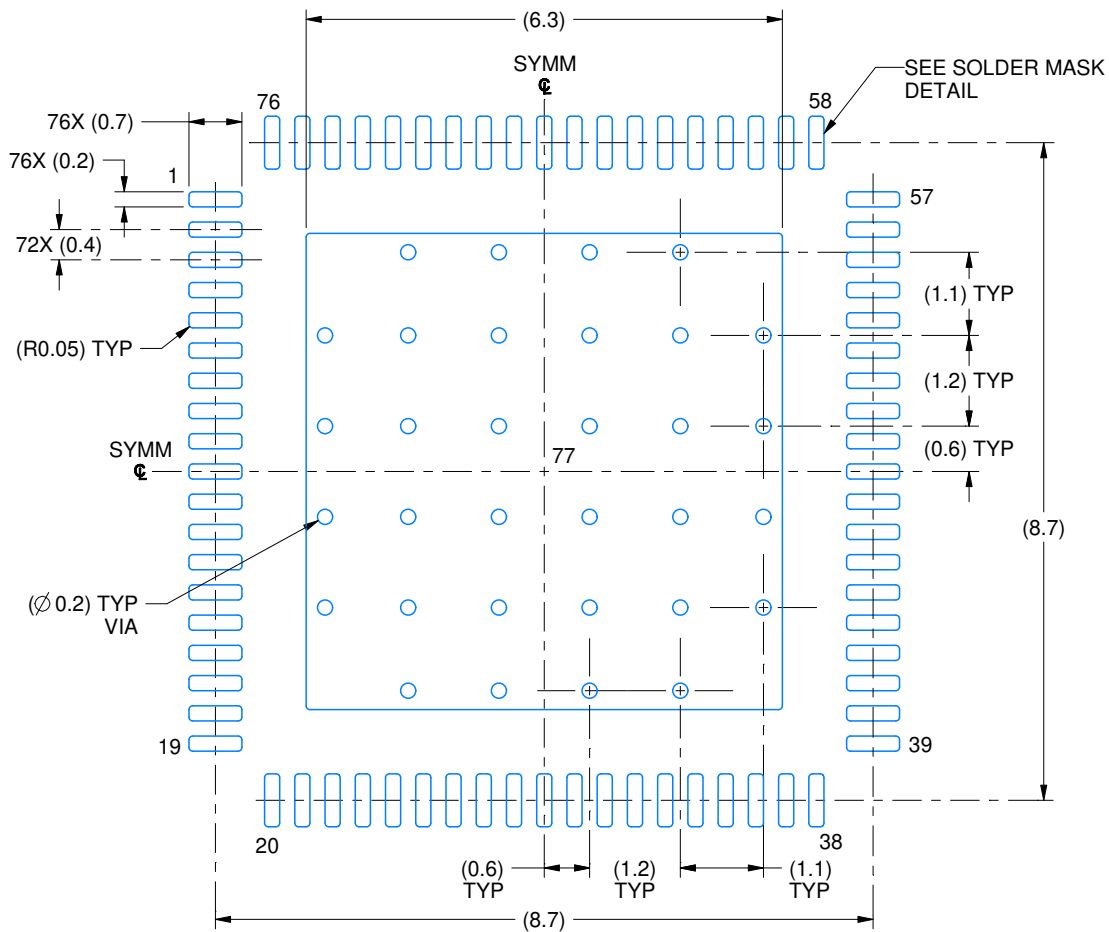 (6.3)
SYMM
℄
SEE SOLDER MASK
DETAIL
76
58
76X (0.7)
76X (0.2)
1
57
72X (0.4)
(1.1) TYP
(R0.05) TYP
(1.2) TYP
SYMM
℄
77
(0.6) TYP
(8.7)
(∅ 0.2) TYP
VIA
19
39
20
38
(0.6)
TYP
(1.2)
TYP
(1.1)
TYP
(8.7)